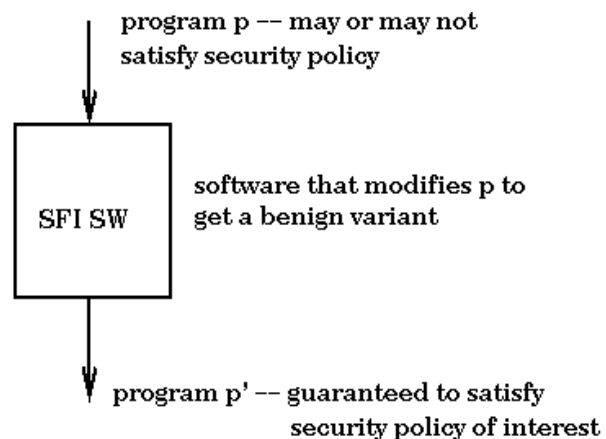 program p -- may or may not
satisfy security policy
SFI SW
software that modifies p to
get a benign variant
program p' -- guaranteed to satisfy
security policy of interest